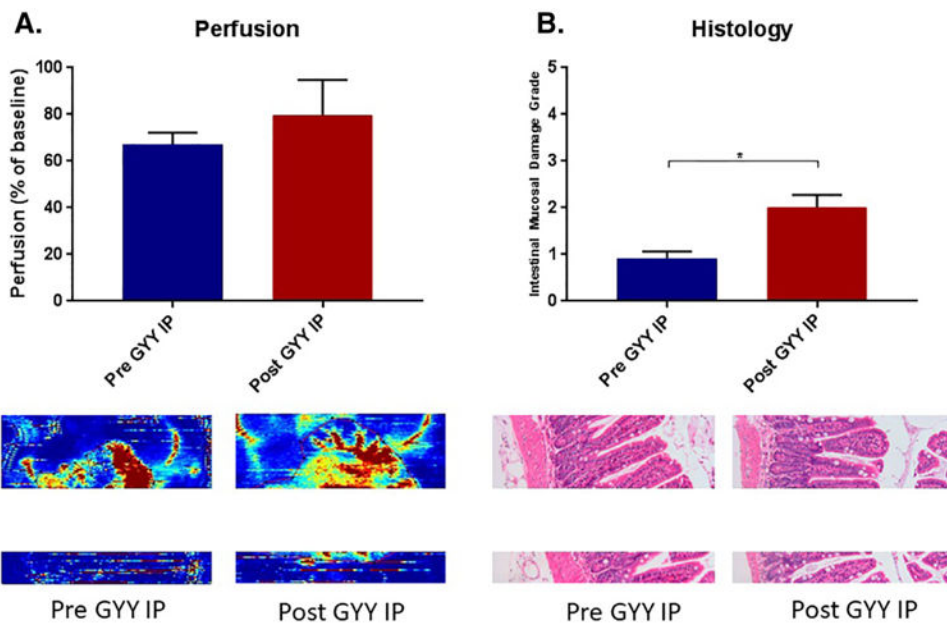 A.
Perfusion
Perfusion (% of baseline)
100
80
60
40
20
0
Pre GYY IP
Post GYY IP
B.
Histology
Intestinal Mucosal Damage Grade
5
4
3
2
1
0
*
Pre GYY IP
Post GYY IP
Pre GYY IP
Post GYY IP
Pre GYY IP
Post GYY IP